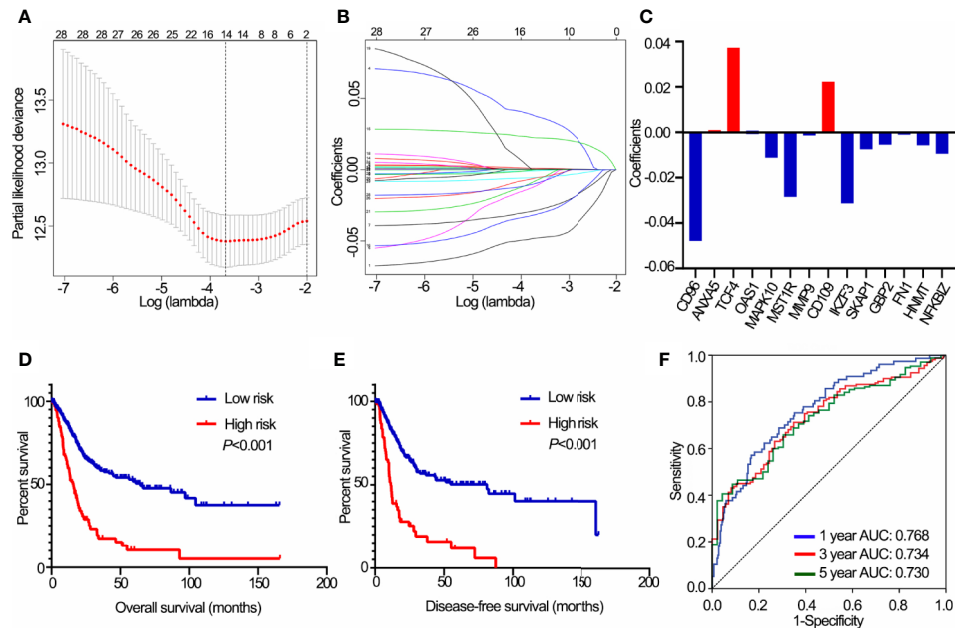 A
28 28 28 27 26 26 25 22 16 14 14 8 8 6 2
Partial likelihood deviance
13.5
13.0
12.5
-7 -6 -5 -4 -3 -2
Log (lambda)
B
28 28 26 16 10 0
Coefficients
0.05
0.00
-0.05
-7 -6 -5 -4 -3 -2 -1
Log (lambda)
C
Coefficients
0.04
0.02
0.00
-0.02
-0.04
-0.06
CD96 ANXA5 TCF4 OAS1 MAPK10 MST1R MMP9 CD109 IKZF3 SKAP1 GBP2 FN1 HNMT NFKBIZ
D
Percent survival
100
50
0
0 50 100 150 200
Overall survival (months)
Low risk
High risk
P<0.001
E
Percent survival
100
50
0
0 50 100 150 200
Disease-free survival (months)
Low risk
High risk
P<0.001
F
Sensitivity
1.0
0.8
0.6
0.4
0.2
0.0
0.0 0.2 0.4 0.6 0.8 1.0
1-Specificity
1 year AUC: 0.768
3 year AUC: 0.734
5 year AUC: 0.730